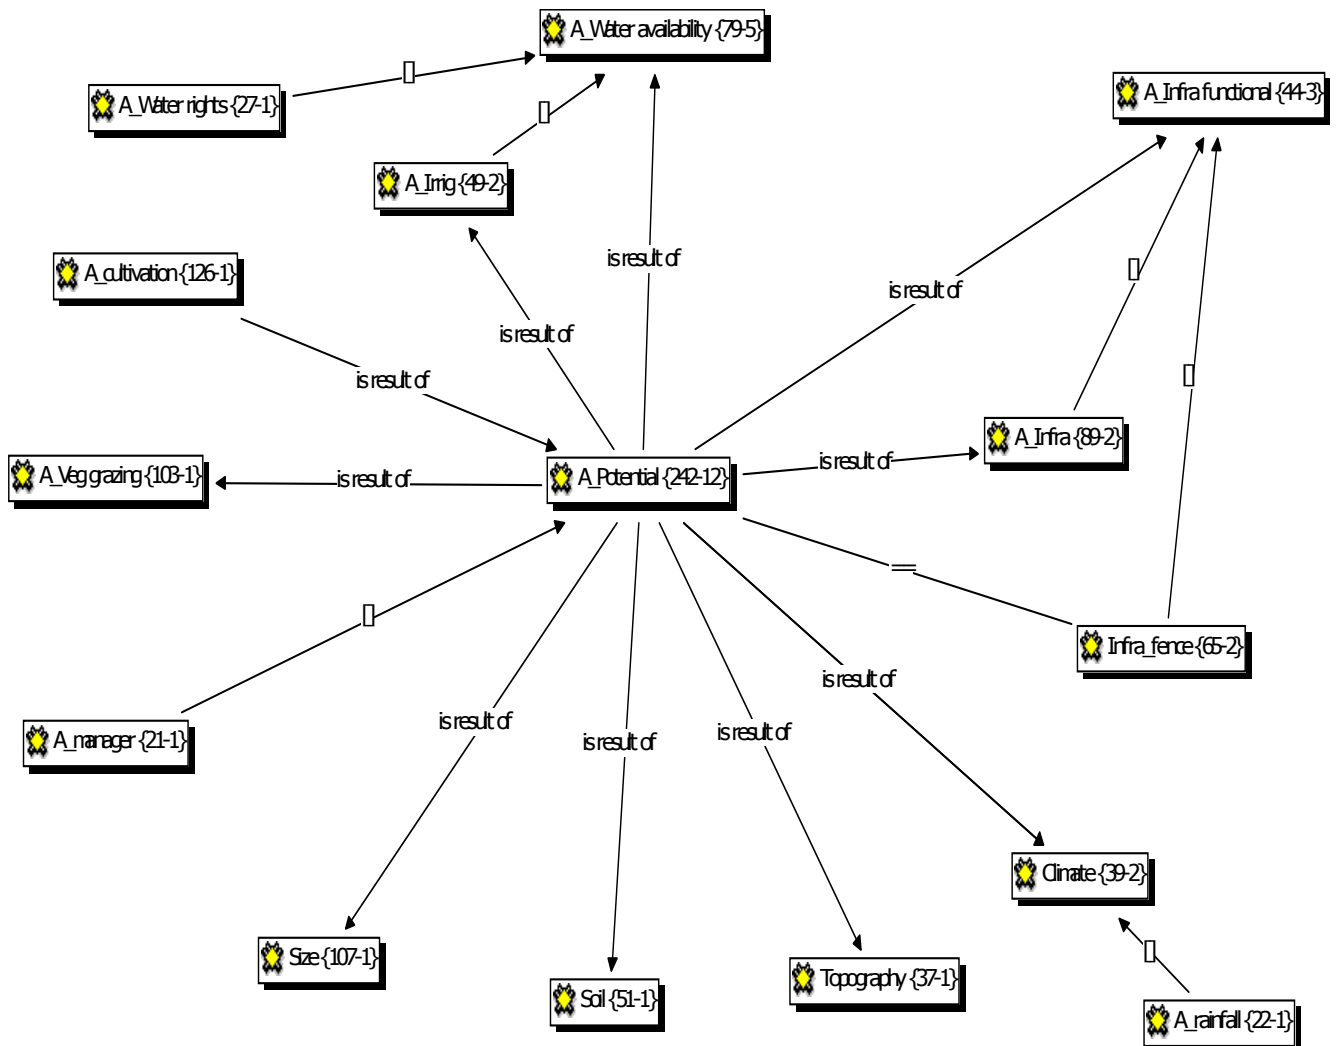 A_Water availability {79-5}
A_Water rights {27-1}
A_Infra functional {44-3}
A_Irrig {49-2}
is result of
A_cultivation {126-1}
is result of
is result of
is result of
A_Infra {89-2}
is result of
A_Veg grazing {103-1}
is result of
A_Potential {242-12}
==
Infra_fence {65-2}
is result of
is result of
A_manager {21-1}
is result of
is result of
Climate {39-2}
Size {107-1}
Topography {37-1}
Soil {51-1}
A_rainfall {22-1}
is result of